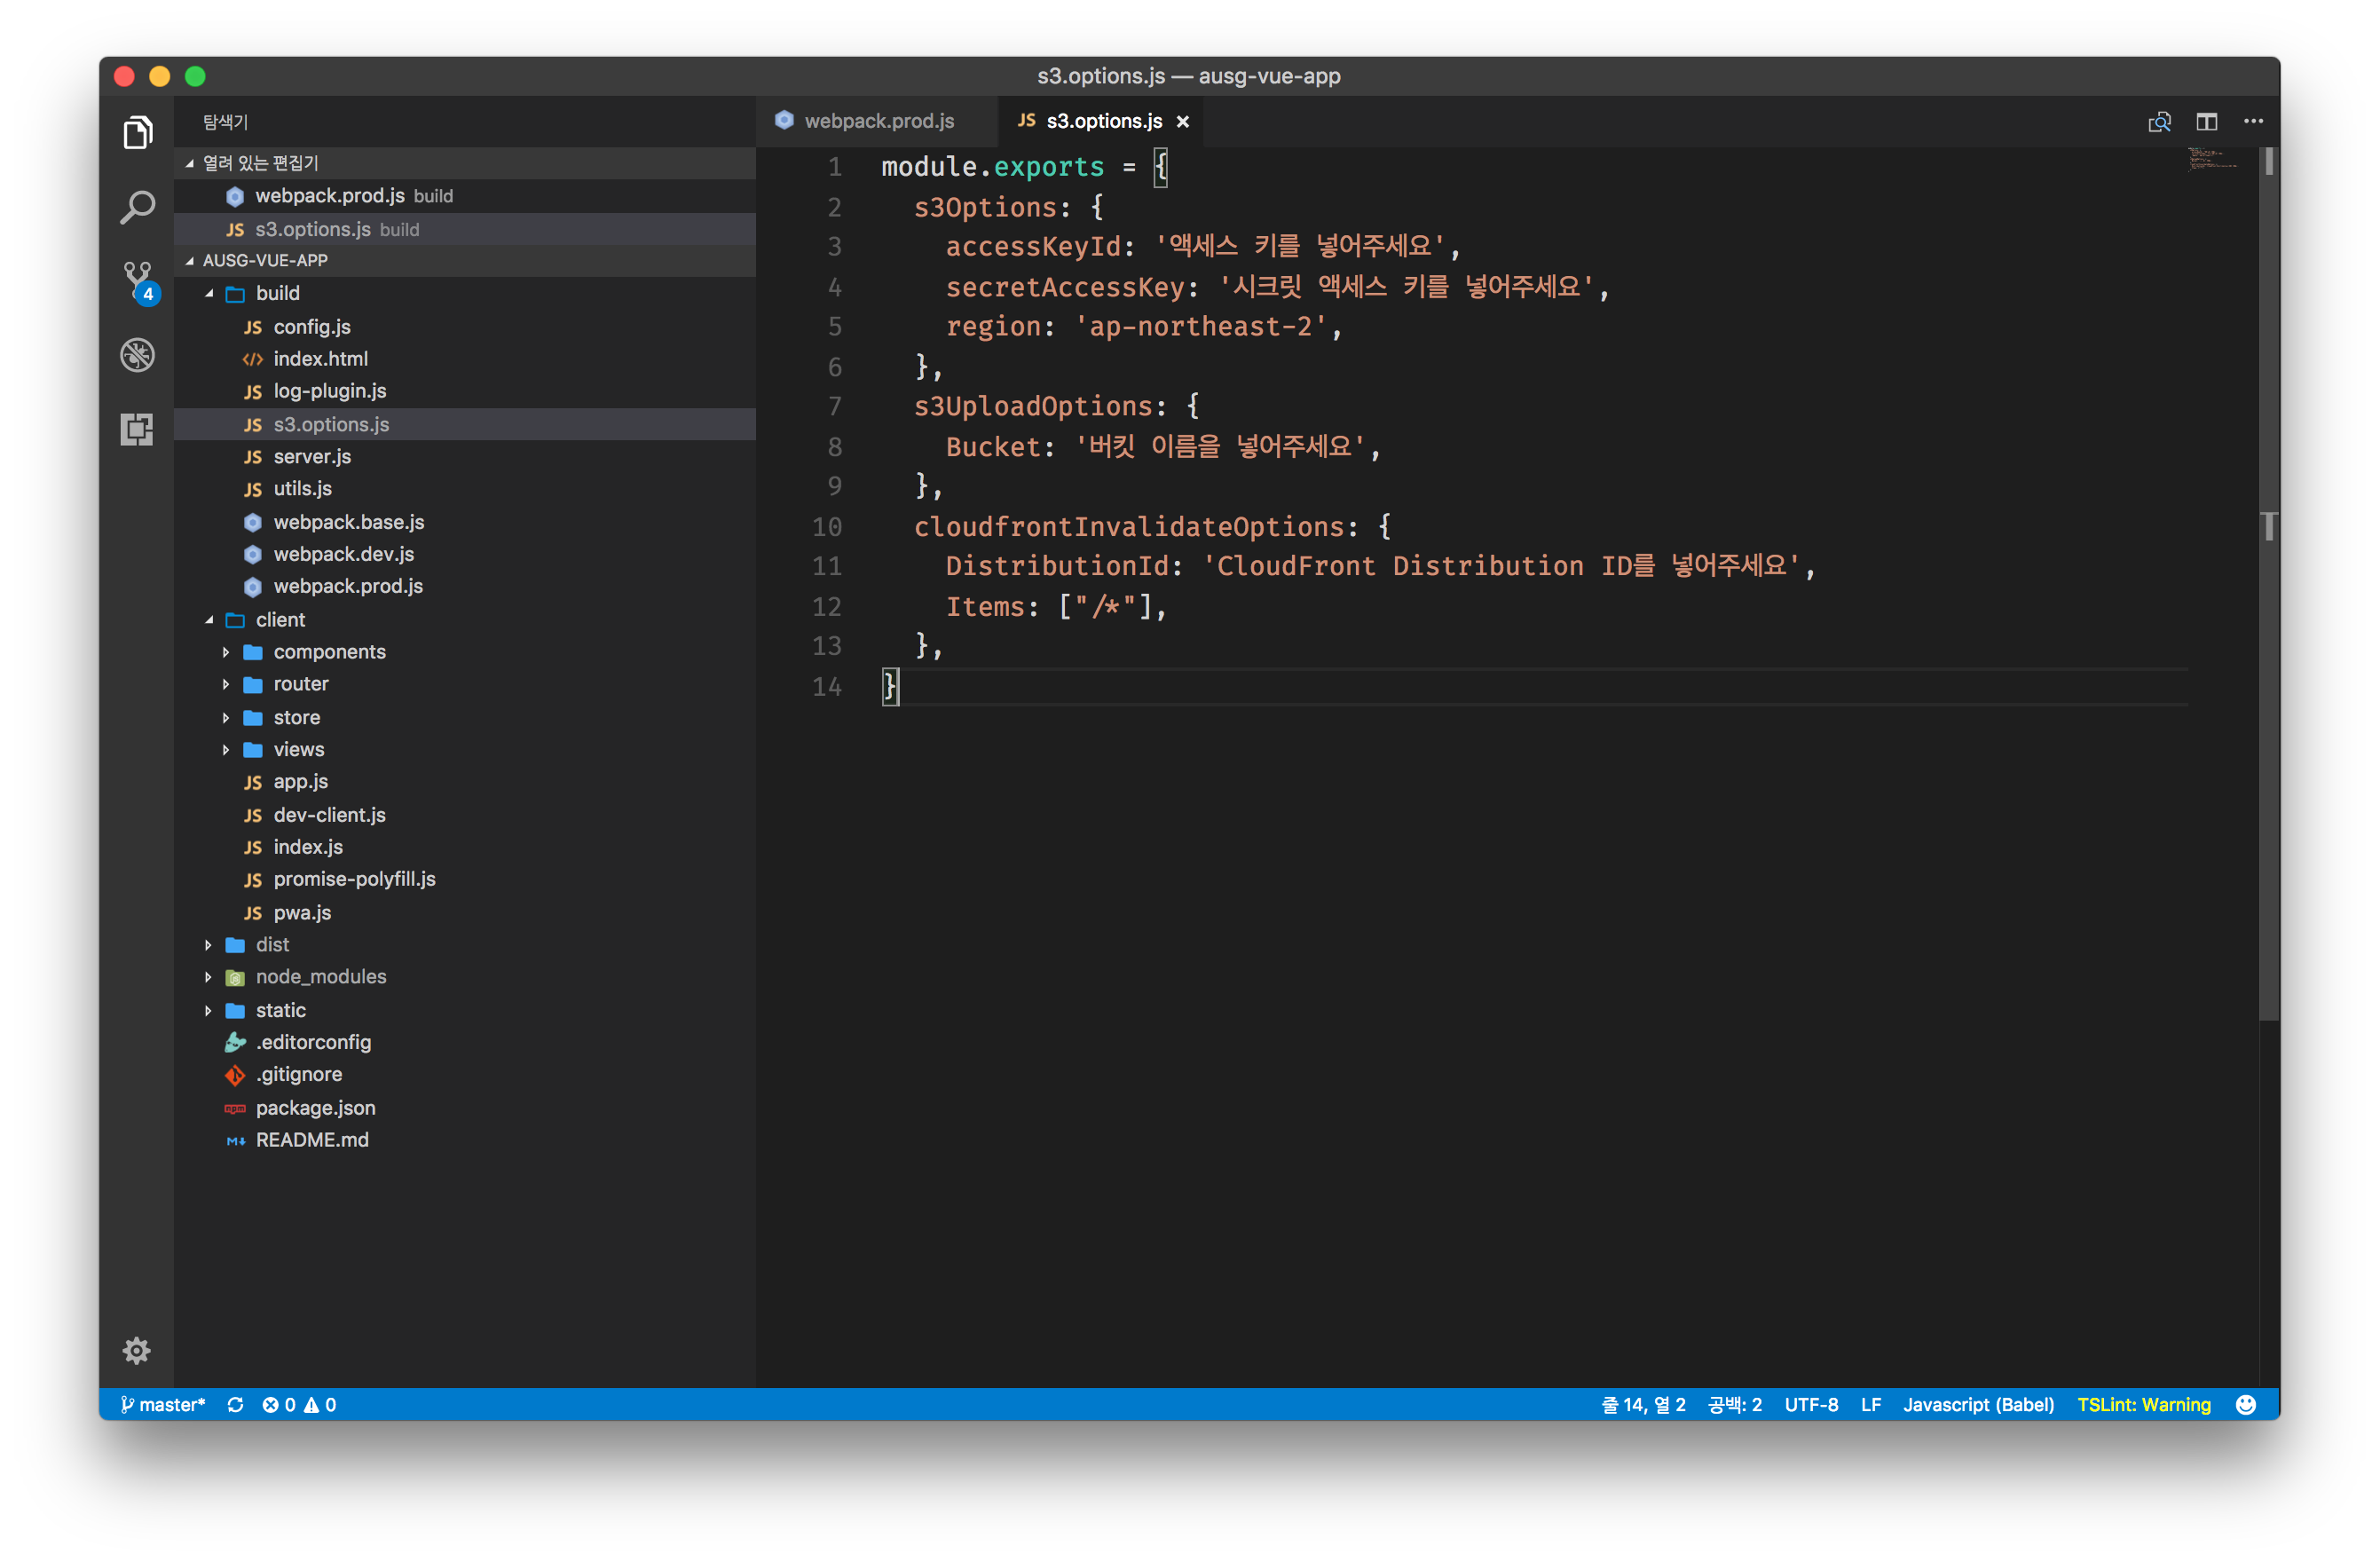 s3.options.js — ausg-vue-app
탐색기
열려 있는 편집기
webpack.prod.js build
JS s3.options.js build
AUSG-VUE-APP
4
build
JS config.js
</> index.html
JS log-plugin.js
JS s3.options.js
JS server.js
JS utils.js
webpack.base.js
webpack.dev.js
webpack.prod.js
client
components
router
store
views
JS app.js
JS dev-client.js
JS index.js
JS promise-polyfill.js
JS pwa.js
dist
node_modules
static
.editorconfig
.gitignore
npm package.json
M↓ README.md
webpack.prod.js
JS s3.options.js ×
1 module.exports = {
2 s3Options: {
3 accessKeyId: '액세스 키를 넣어주세요',
4 secretAccessKey: '시크릿 액세스 키를 넣어주세요',
5 region: 'ap-northeast-2',
6 },
7 s3UploadOptions: {
8 Bucket: '버킷 이름을 넣어주세요',
9 },
10 cloudfrontInvalidateOptions: {
11 DistributionId: 'CloudFront Distribution ID를 넣어주세요',
12 Items: ["/*"],
13 },
14 }
master* 0 0
줄 14, 열 2 공백: 2 UTF-8 LF Javascript (Babel) TSLint: Warning